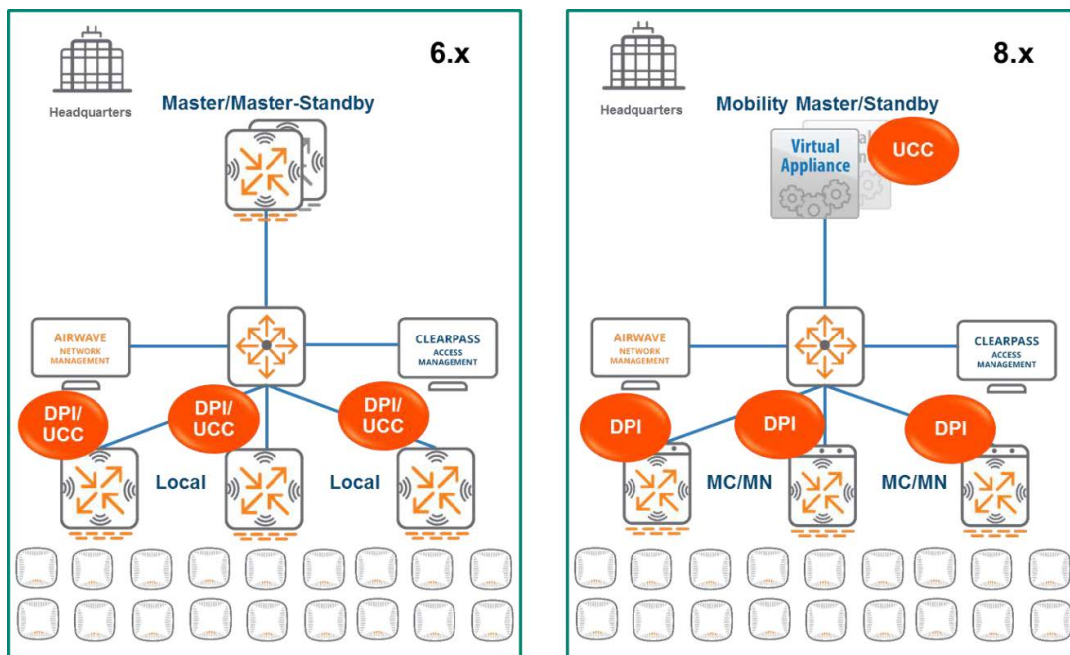 6.x
Headquarters
Master/Master-Standby
AIRWAVE
NETWORK
MANAGEMENT
CLEARPASS
ACCESS
MANAGEMENT
DPI/
UCC
DPI/
UCC
DPI/
UCC
Local
Local
8.x
Headquarters
Mobility Master/Standby
Virtual
Appliance
UCC
AIRWAVE
NETWORK
MANAGEMENT
CLEARPASS
ACCESS
MANAGEMENT
DPI
DPI
DPI
MC/MN
MC/MN